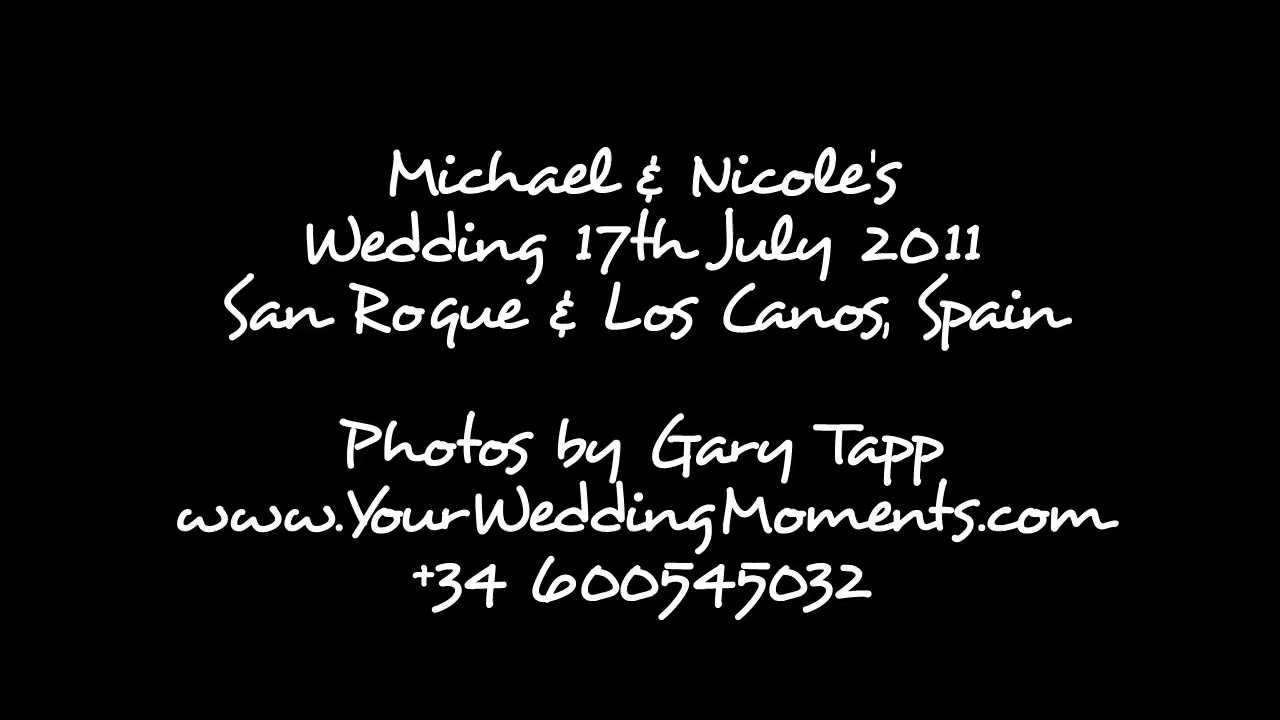 Michael & Nicole's
Wedding 17th July 2011
San Roque & Los Canos, Spain
Photos by Gary Tapp
www.YourWeddingMoments.com
+34 600545032